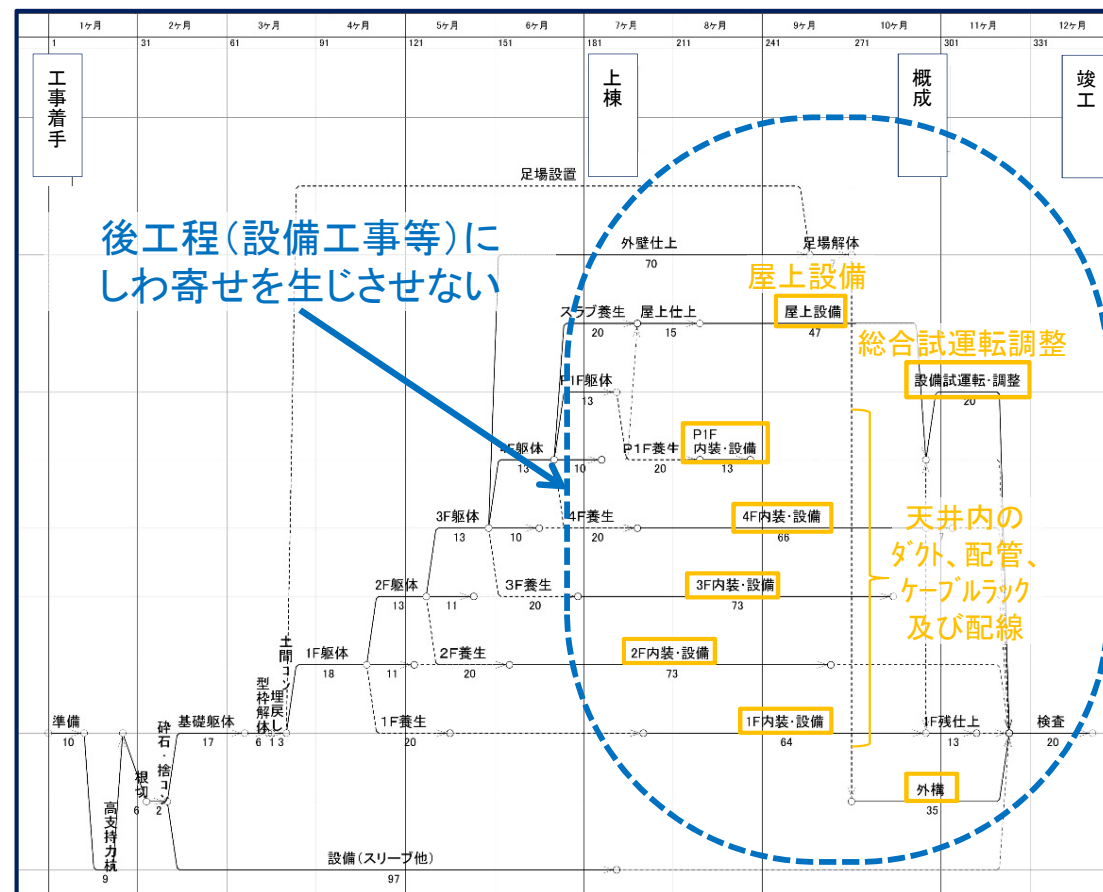 1ヶ月 2ヶ月 3ヶ月 4ヶ月 5ヶ月 6ヶ月 7ヶ月 8ヶ月 9ヶ月 10ヶ月 11ヶ月 12ヶ月
1 31 61 91 121 151 181 211 241 271 301 331
工事着手
上棟
概成
竣工
足場設置
後工程(設備工事等)に
しわ寄せを生じさせない
外壁仕上
70
足場解体
7
屋上設備
スラブ養生
20
屋上仕上
15
屋上設備
47
総合試運転調整
P1F躯体
13
設備試運転・調整
20
4F躯体
13
10
P1F養生
20
P1F
内装・設備
13
3F躯体
13
10
4F養生
20
4F内装・設備
66
7
天井内の
ダクト、配管、
ケーブルラック
及び配線
2F躯体
13
11
3F養生
20
3F内装・設備
73
1F躯体
18
11
2F養生
20
2F内装・設備
73
準備
10
高支持力杭
9
根切
6
砕石・捨コン
2
基礎躯体
17
型枠解体
6
埋戻し
1
土間コン
3
1F養生
20
1F内装・設備
64
1F残仕上
13
検査
20
外構
35
設備(スリーブ他)
97